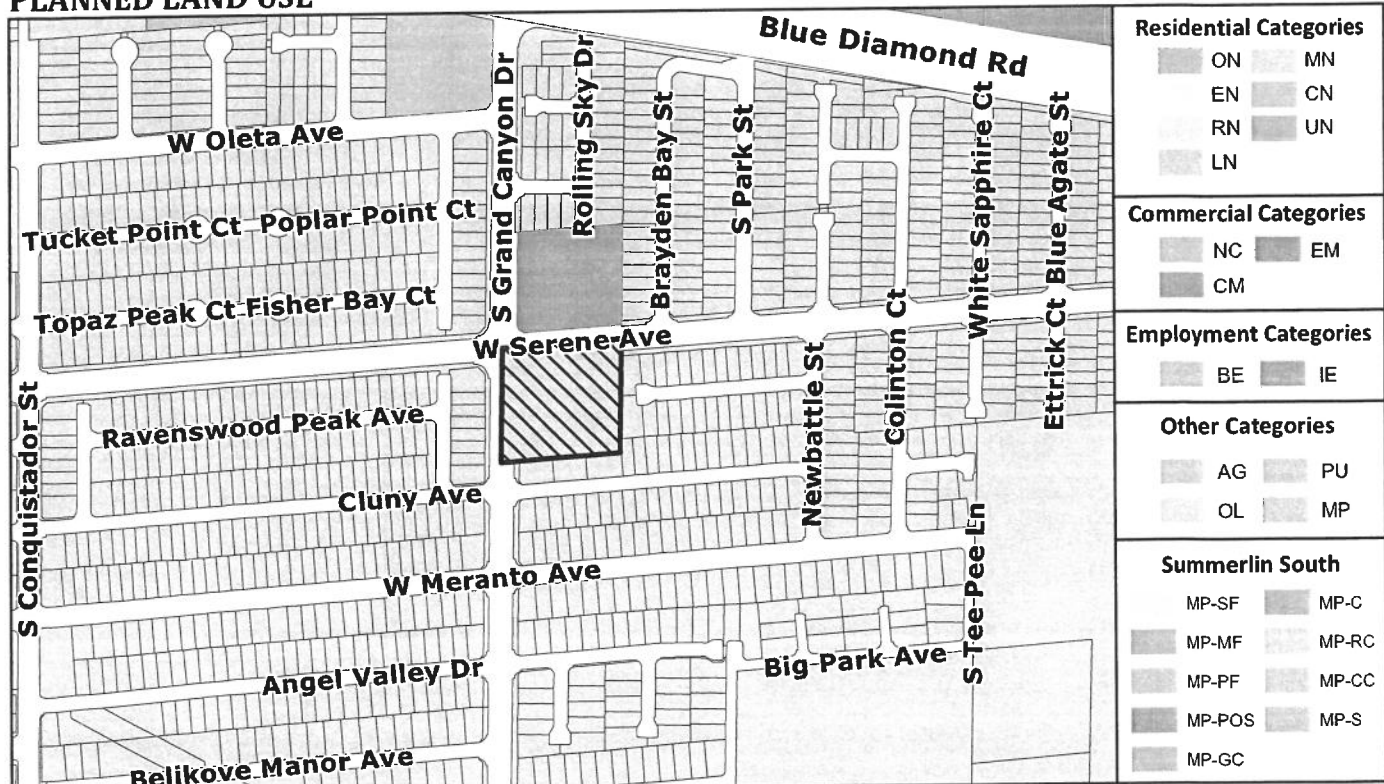 PLANNED LAND USE
Blue Diamond Rd
S Grand Canyon Dr
Rolling Sky Dr
Brayden Bay St
S Park St
White Sapphire Ct
Blue Agate St
W Oleta Ave
Tucket Point Ct Poplar Point Ct
Topaz Peak Ct Fisher Bay Ct
W Serene Ave
S Conquistador St
Ravenswood Peak Ave
Newbattle St
Colinton Ct
Ettrick Ct
Cluny Ave
W Meranto Ave
S Tee Pee Ln
Angel Valley Dr
Big Park Ave
Belikove Manor Ave
Residential Categories
ON MN
EN CN
RN UN
LN
Commercial Categories
NC EM
CM
Employment Categories
BE IE
Other Categories
AG PU
OL MP
Summerlin South
MP-SF MP-C
MP-MF MP-RC
MP-PF MP-CC
MP-POS MP-S
MP-GC